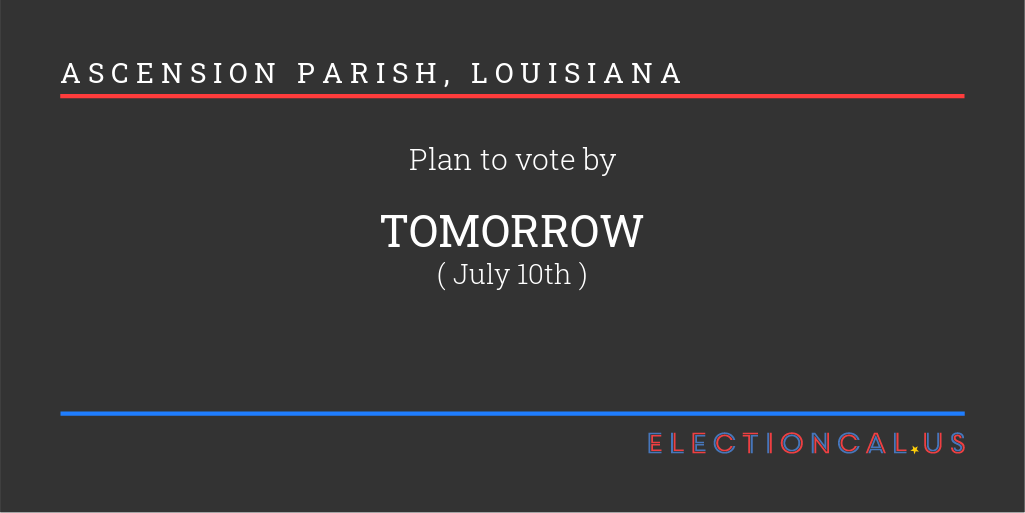 ASCENSION PARISH, LOUISIANA
Plan to vote by
TOMORROW
( July 10th )
ELECTIONCAL.US